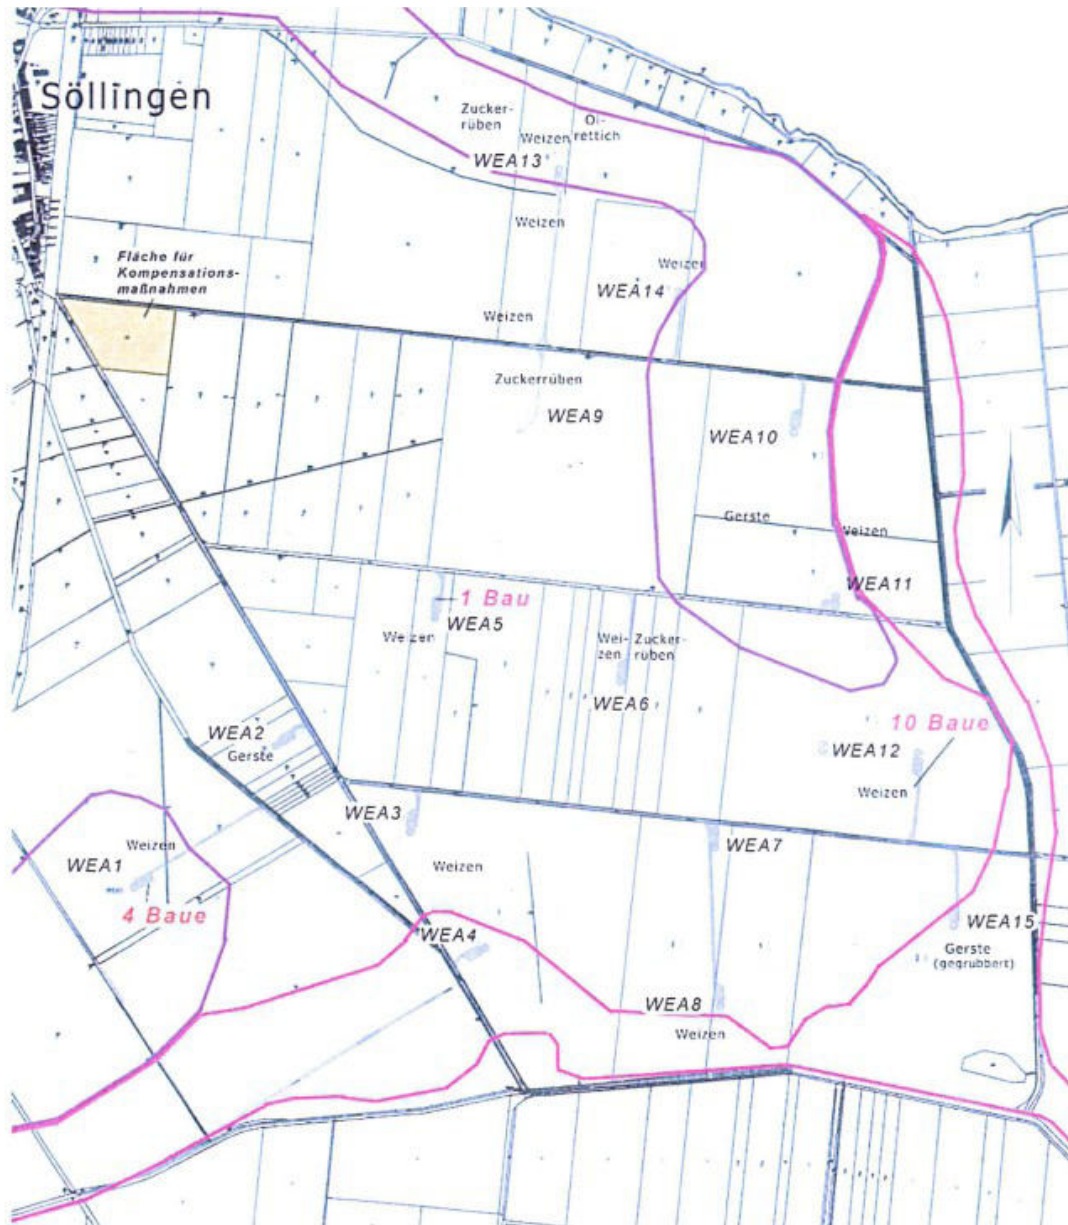 Söllingen
Zucker-
rüben
Öl-
rettich
Weizen
WEA13
Weizen
Fläche für
Kompensations-
maßnahmen
Weizen
WEA14
Weizen
Zuckerrüben
WEA9
WEA10
Gerste
Weizen
WEA11
1 Bau
WEA5
Weizen
Wei-
zen
Zucker-
rüben
WEA6
WEA2
Gerste
10 Baue
WEA12
Weizen
WEA3
WEA7
Weizen
WEA1
Weizen
4 Baue
WEA4
WEA15
Gerste
(gegrubbert)
WEA8
Weizen